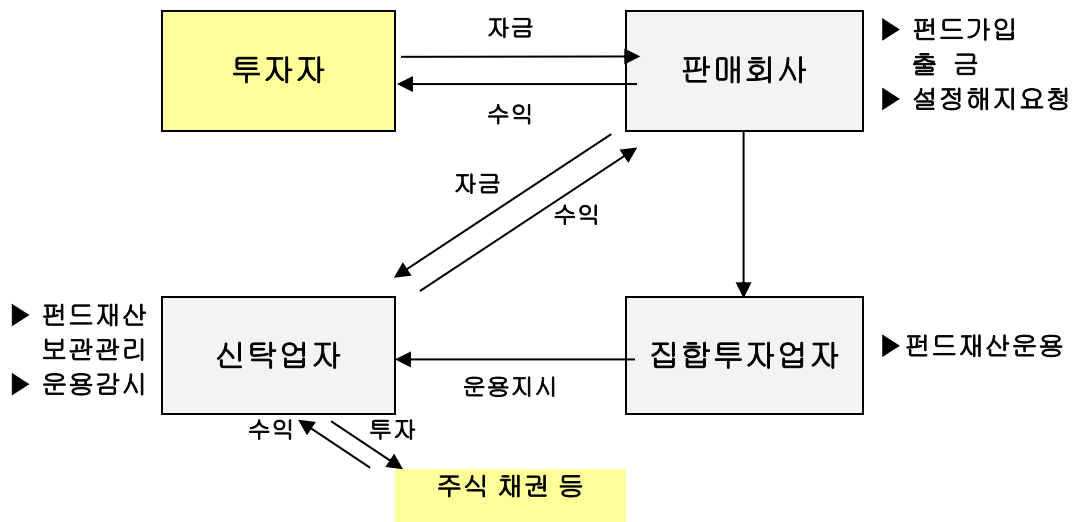 자금
투자자
판매회사
▶ 펀드가입
출 금
▶ 설정해지요청
수익
자금
수익
▶ 펀드재산
보관관리
▶ 운용감시
신탁업자
집합투자업자
▶펀드재산운용
운용지시
수익
투자
주식 채권 등